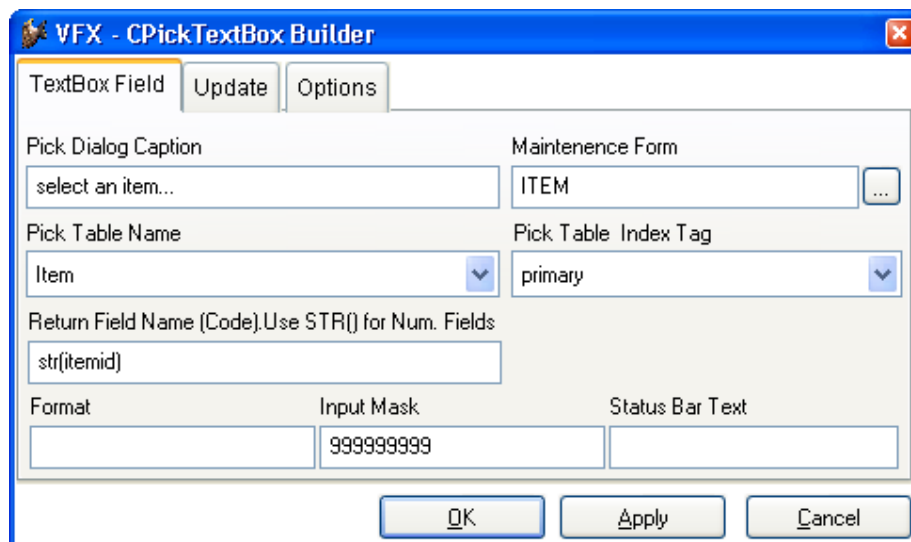 VFX - CPickTextBox Builder
TextBox Field Update Options
Pick Dialog Caption Maintenence Form
select an item... ITEM ...
Pick Table Name Pick Table Index Tag
Item primary
Return Field Name (Code).Use STR() for Num. Fields
str(itemid)
Format Input Mask Status Bar Text
999999999
OK Apply Cancel